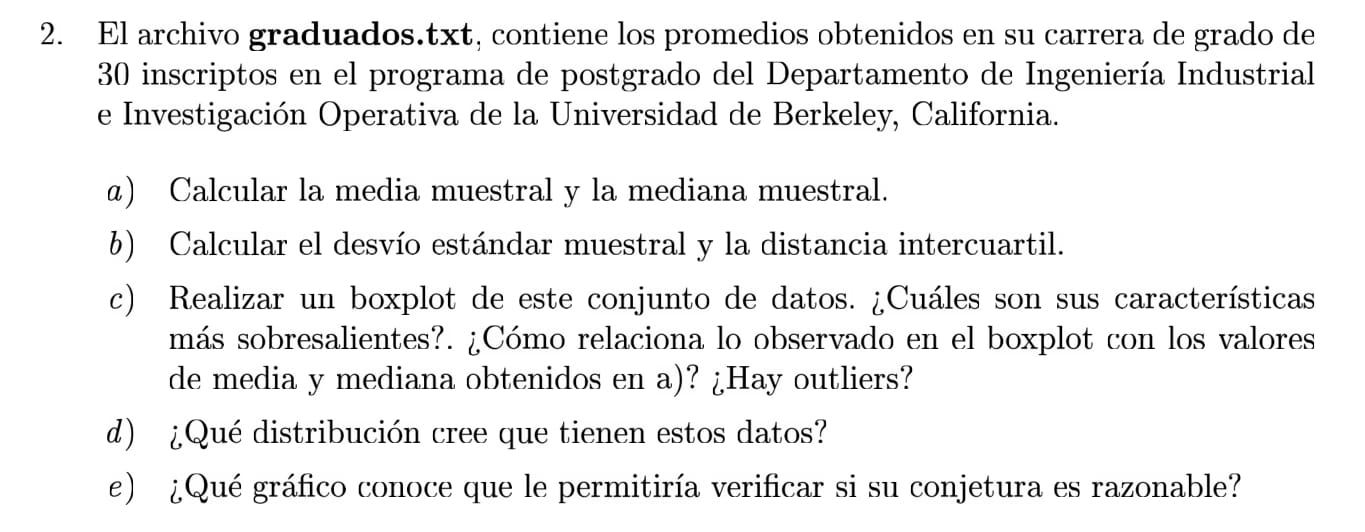 2. El archivo graduados.txt, contiene los promedios obtenidos en su carrera de grado de
30 inscriptos en el programa de postgrado del Departamento de Ingeniería Industrial
e Investigación Operativa de la Universidad de Berkeley, California.
a) Calcular la media muestral y la mediana muestral.
b) Calcular el desvío estándar muestral y la distancia intercuartil.
c) Realizar un boxplot de este conjunto de datos. ¿Cuáles son sus características
más sobresalientes?. ¿Cómo relaciona lo observado en el boxplot con los valores
de media y mediana obtenidos en a)? ¿Hay outliers?
d) ¿Qué distribución cree que tienen estos datos?
e) ¿Qué gráfico conoce que le permitiría verificar si su conjetura es razonable?